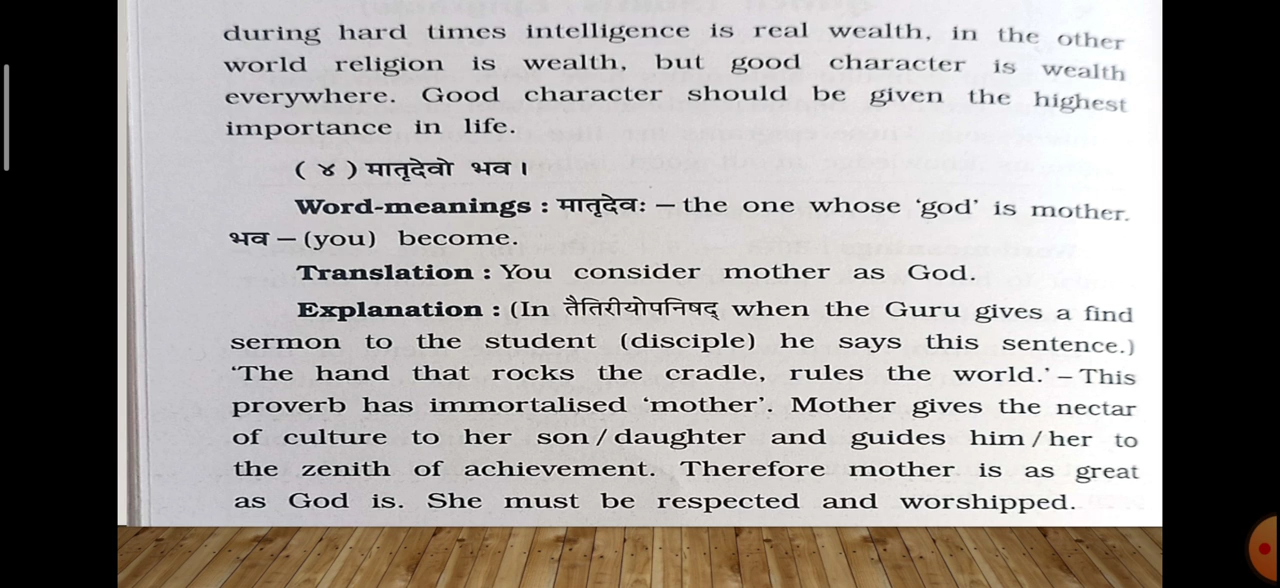 during hard times intelligence is real wealth, in the other
world religion is wealth, but good character is wealth
everywhere. Good character should be given the highest
importance in life.
( ४ ) मातृदेवो भव ।
Word-meanings : मातृदेवः – the one whose ‘god’ is mother.
भव – (you) become.
Translation : You consider mother as God.
Explanation : (In तैतिरीयोपनिषद् when the Guru gives a find
sermon to the student (disciple) he says this sentence.)
‘The hand that rocks the cradle, rules the world.’ – This
proverb has immortalised ‘mother’. Mother gives the nectar
of culture to her son / daughter and guides him / her to
the zenith of achievement. Therefore mother is as great
as God is. She must be respected and worshipped.